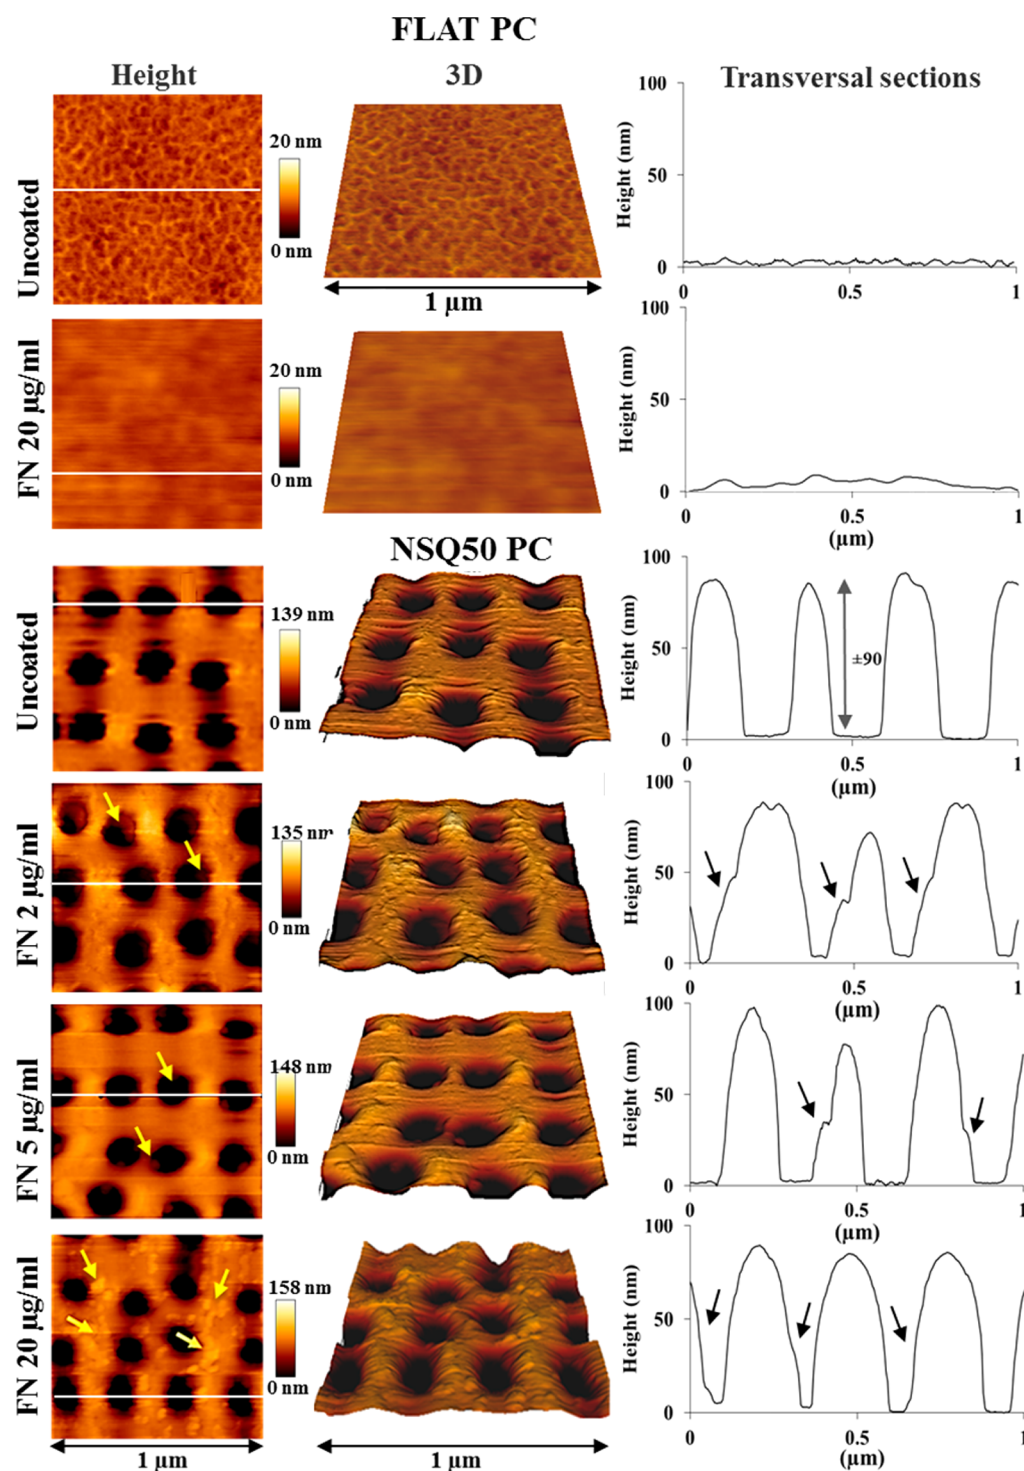 FLAT PC
Height
3D
Transversal sections
Uncoated
20 nm
0 nm
1 µm
Height (nm)
100
50
0
0
0.5
1
FN 20 µg/ml
20 nm
0 nm
Height (nm)
100
50
0
0
0.5
1
(µm)
NSQ50 PC
Uncoated
139 nm
0 nm
Height (nm)
100
50
0
±90
0
0.5
1
(µm)
FN 2 µg/ml
135 nm
0 nm
Height (nm)
100
50
0
0
0.5
1
(µm)
FN 5 µg/ml
148 nm
0 nm
Height (nm)
100
50
0
0
0.5
1
(µm)
FN 20 µg/ml
158 nm
0 nm
Height (nm)
100
50
0
0
0.5
1
(µm)
1 µm
1 µm